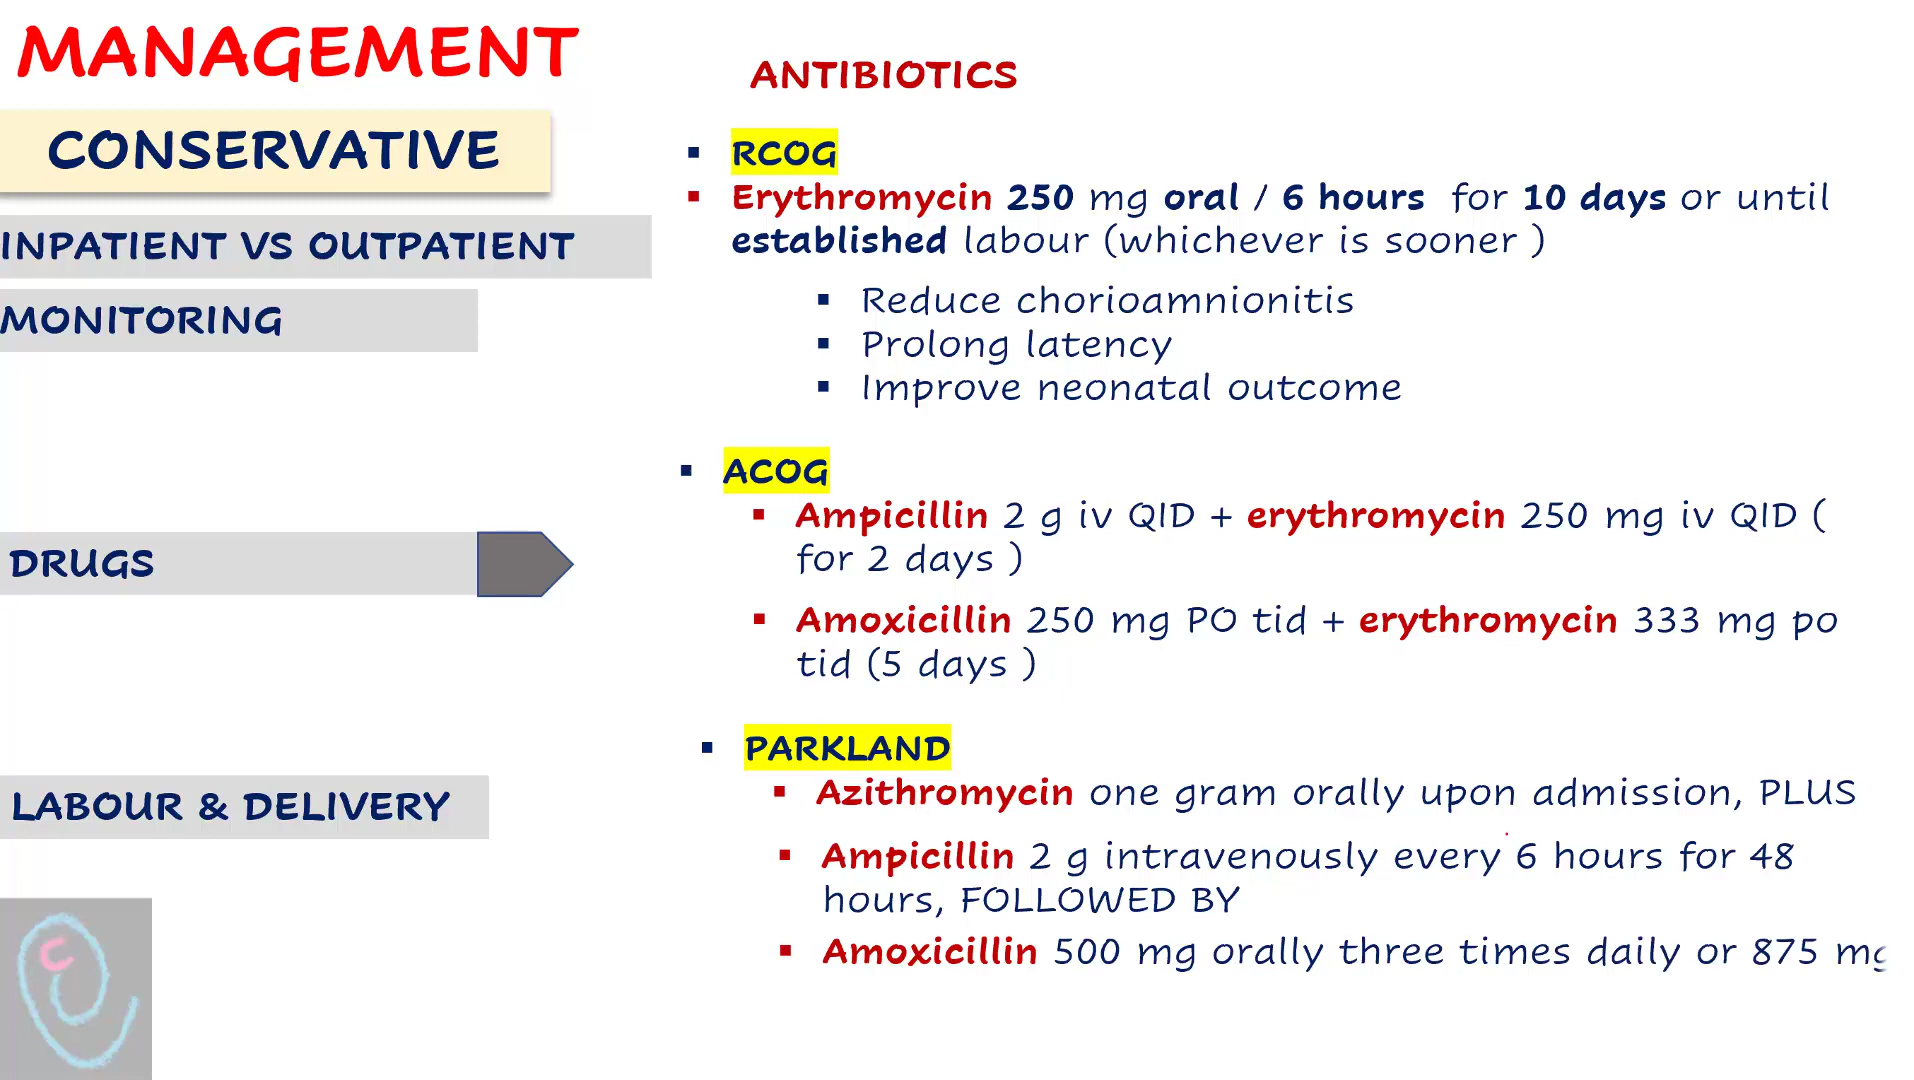 MANAGEMENT
CONSERVATIVE
INPATIENT VS OUTPATIENT
MONITORING
DRUGS
LABOUR & DELIVERY
ANTIBIOTICS
RCOG
Erythromycin 250 mg oral / 6 hours for 10 days or until
established labour (whichever is sooner )
Reduce chorioamnionitis
Prolong latency
Improve neonatal outcome
ACOG
Ampicillin 2 g iv QID + erythromycin 250 mg iv QID (
for 2 days )
Amoxicillin 250 mg PO tid + erythromycin 333 mg po
tid (5 days )
PARKLAND
Azithromycin one gram orally upon admission, PLUS
Ampicillin 2 g intravenously every 6 hours for 48
hours, FOLLOWED BY
Amoxicillin 500 mg orally three times daily or 875 mg